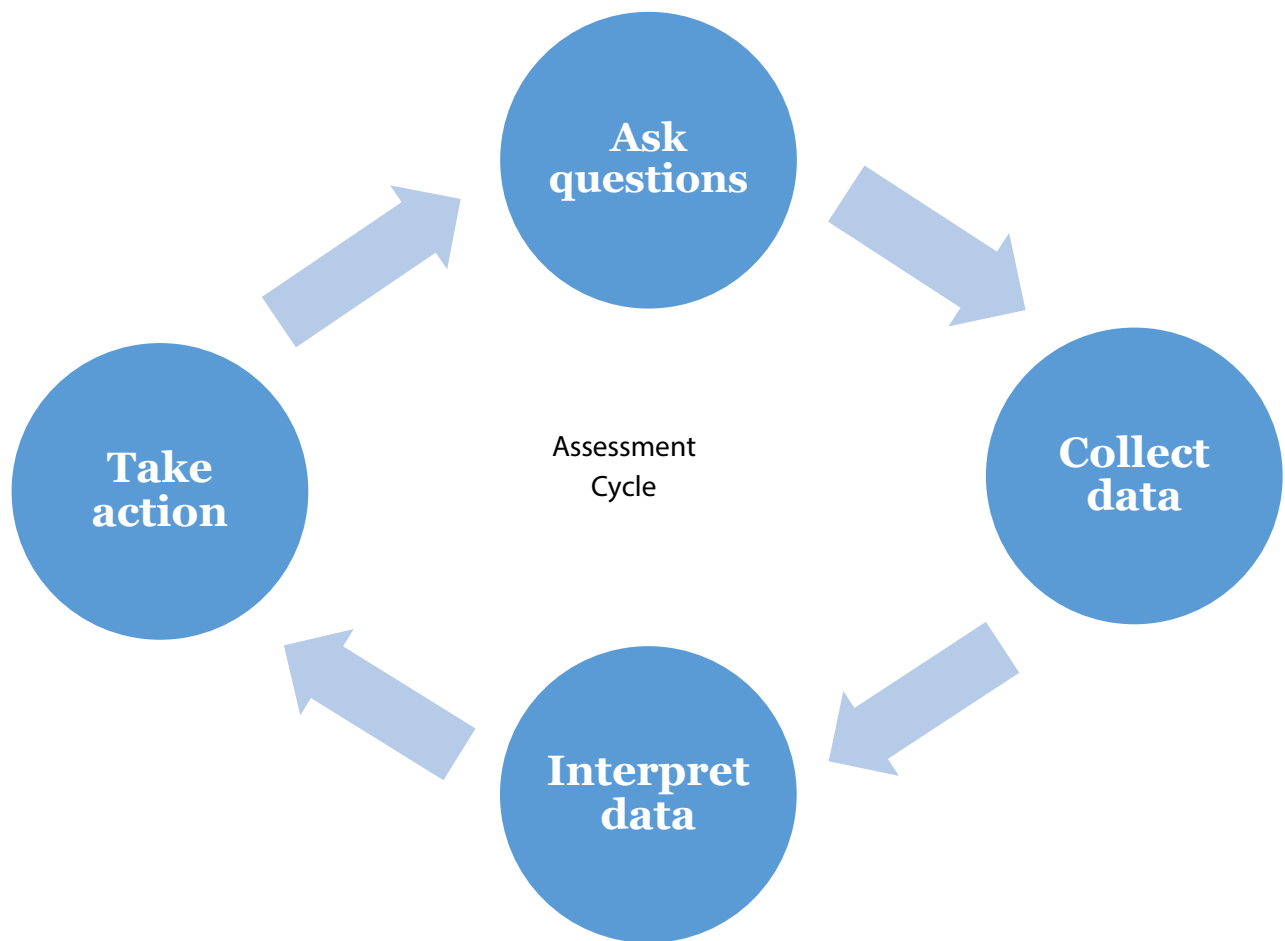 Ask
questions
Collect
data
Interpret
data
Take
action
Assessment
Cycle